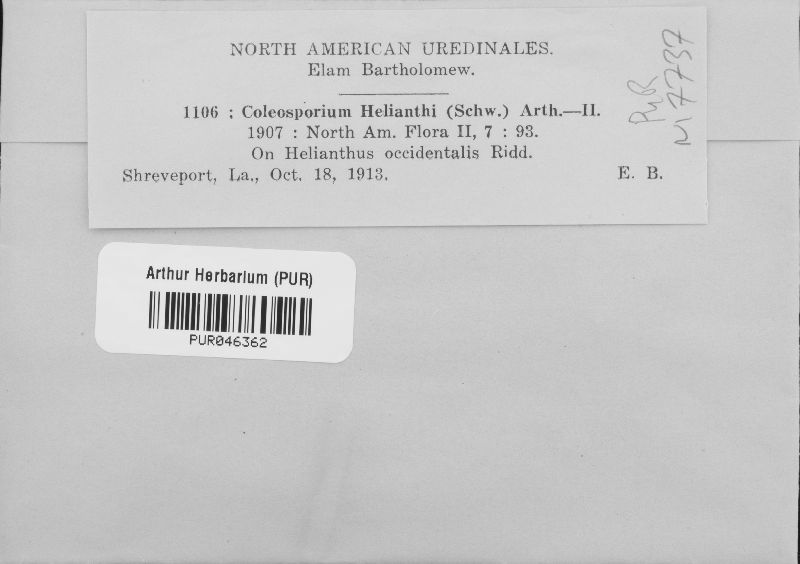 NORTH AMERICAN UREDINALES.
Elam Bartholomew.
1106 : Coleosporium Helianthi (Schw.) Arth.—II.
1907 : North Am. Flora II, 7 : 93.
On Helianthus occidentalis Ridd.
Shreveport, La., Oct. 18, 1913. E. B.
PUR
N7737
Arthur Herbarium (PUR)
PUR046362